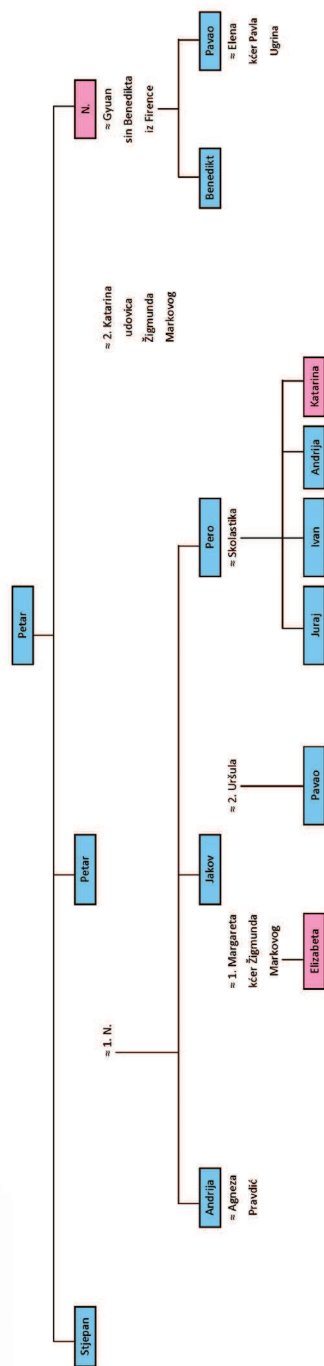 Petar
Stjepan
Petar
N.
≈ Gyuan
sin Benedikta
iz Firence
≈ 1. N.
≈ 2. Katarina
udovica
Žigmunda
Markovog
Benedikt
Pavao
≈ Elena
kćer Pavla
Ugrina
Andrija
≈ Agneza
Pravdić
Jakov
≈ 1. Margareta
kćer Žigmunda
Markovog
≈ 2. Uršula
Pero
≈ Skolastika
Elizabeta
Pavao
Juraj
Ivan
Andrija
Katarina